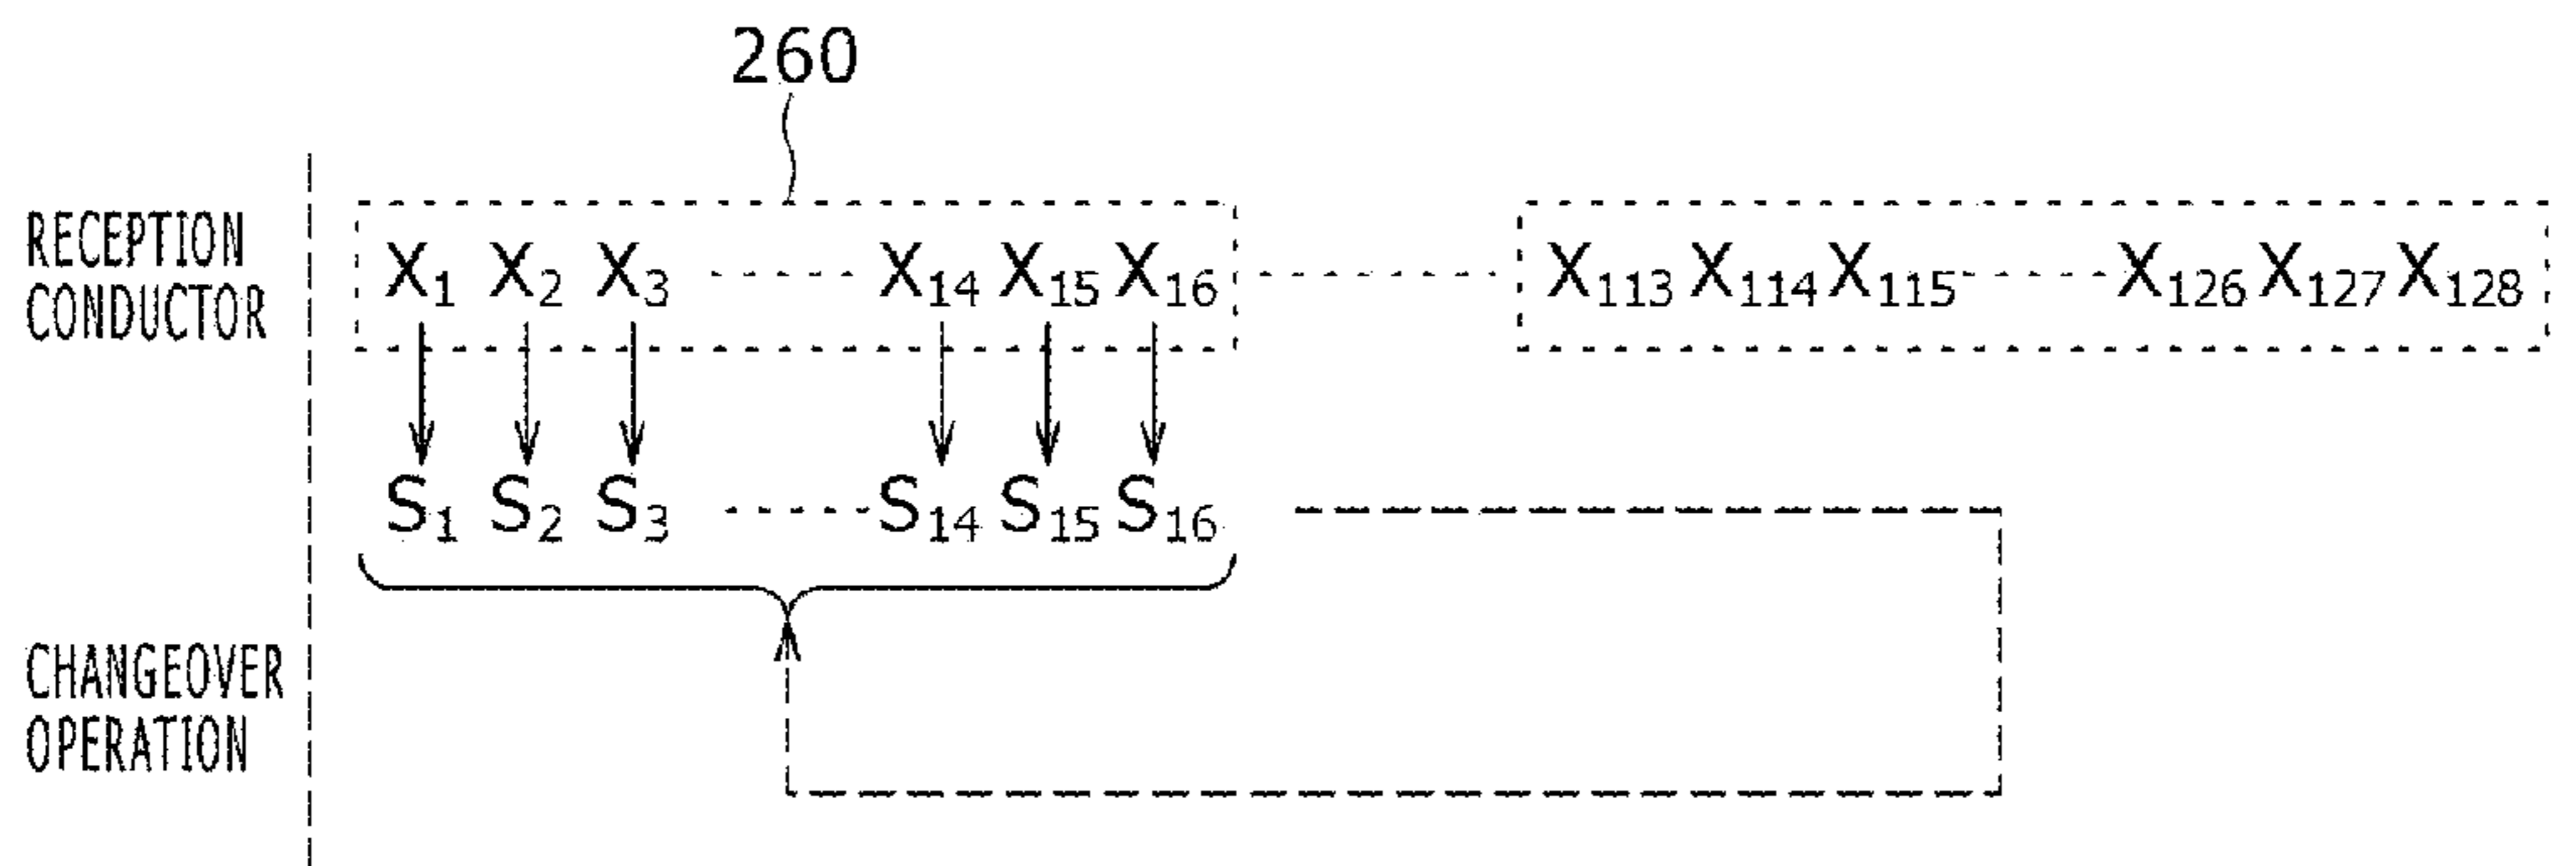 260
RECEPTION
CONDUCTOR
X₁ X₂ X₃ X₁₄ X₁₅ X₁₆ X₁₁₃ X₁₁₄ X₁₁₅ X₁₂₆ X₁₂₇ X₁₂₈
S₁ S₂ S₃ S₁₄ S₁₅ S₁₆
CHANGEOVER
OPERATION